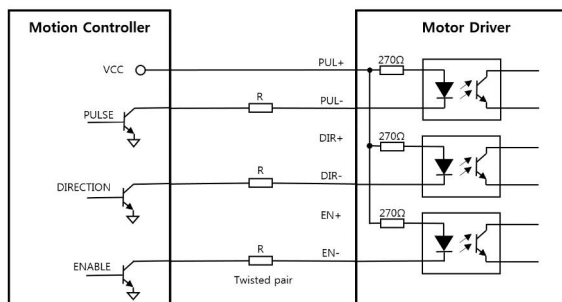 Motion Controller
Motor Driver
VCC
PUL+
270Ω
PULSE
R
PUL-
DIR+
270Ω
DIRECTION
R
DIR-
EN+
270Ω
ENABLE
R
EN-
Twisted pair